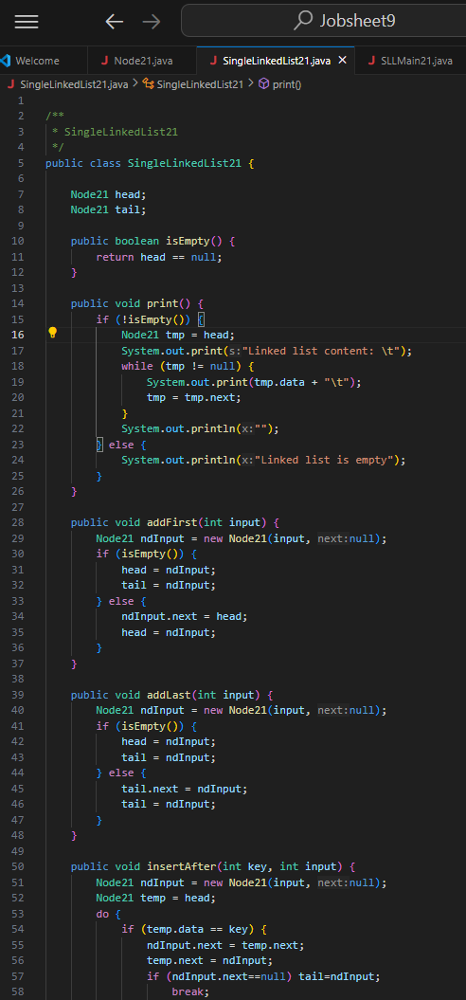 Jobsheet9
Welcome
J Node21.java
J SingleLinkedList21.java ×
J SLLMain21.java
J SingleLinkedList21.java > SingleLinkedList21 > print()
1
2 /**
3  * SingleLinkedList21
4  */
5 public class SingleLinkedList21 {
6
7     Node21 head;
8     Node21 tail;
9
10     public boolean isEmpty() {
11         return head == null;
12     }
13
14     public void print() {
15         if (!isEmpty()) {
16             Node21 tmp = head;
17             System.out.print(s:"Linked list content: \t");
18             while (tmp != null) {
19                 System.out.print(tmp.data + "\t");
20                 tmp = tmp.next;
21             }
22             System.out.println(x:"");
23         } else {
24             System.out.println(x:"Linked list is empty");
25         }
26     }
27
28     public void addFirst(int input) {
29         Node21 ndInput = new Node21(input, next:null);
30         if (isEmpty()) {
31             head = ndInput;
32             tail = ndInput;
33         } else {
34             ndInput.next = head;
35             head = ndInput;
36         }
37     }
38
39     public void addLast(int input) {
40         Node21 ndInput = new Node21(input, next:null);
41         if (isEmpty()) {
42             head = ndInput;
43             tail = ndInput;
44         } else {
45             tail.next = ndInput;
46             tail = ndInput;
47         }
48     }
49
50     public void insertAfter(int key, int input) {
51         Node21 ndInput = new Node21(input, next:null);
52         Node21 temp = head;
53         do {
54             if (temp.data == key) {
55                 ndInput.next = temp.next;
56                 temp.next = ndInput;
57                 if (ndInput.next==null) tail=ndInput;
58                     break;